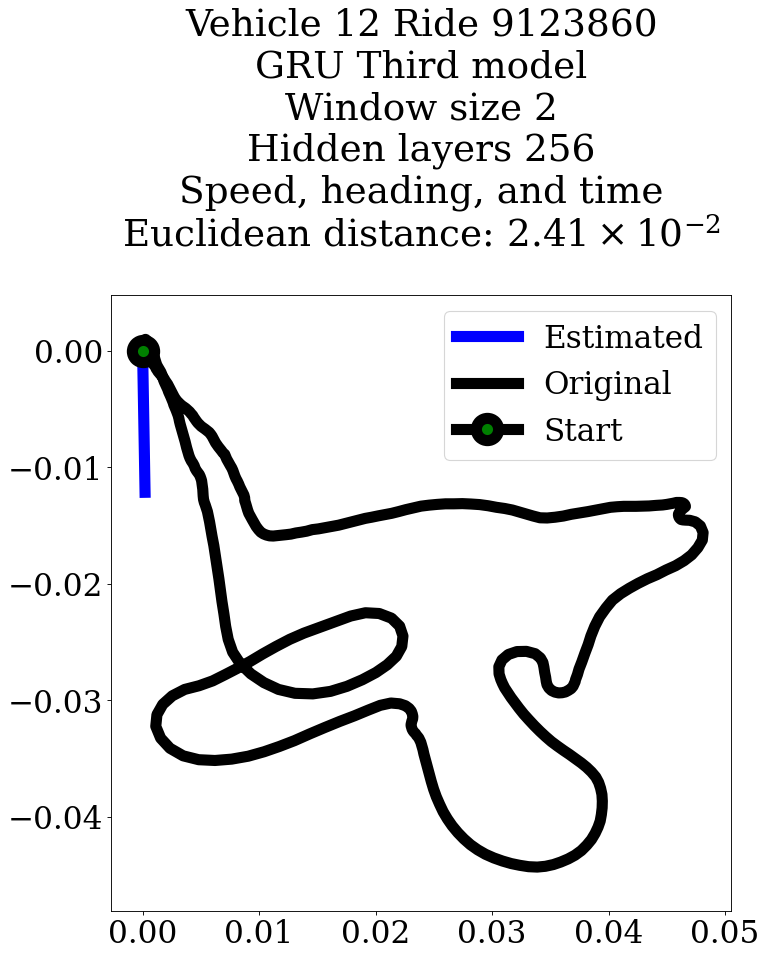 Vehicle 12 Ride 9123860
GRU Third model
Window size 2
Hidden layers 256
Speed, heading, and time
Euclidean distance: 2.41 × 10⁻²
Estimated
Original
Start
0.00
−0.01
−0.02
−0.03
−0.04
0.00 0.01 0.02 0.03 0.04 0.05